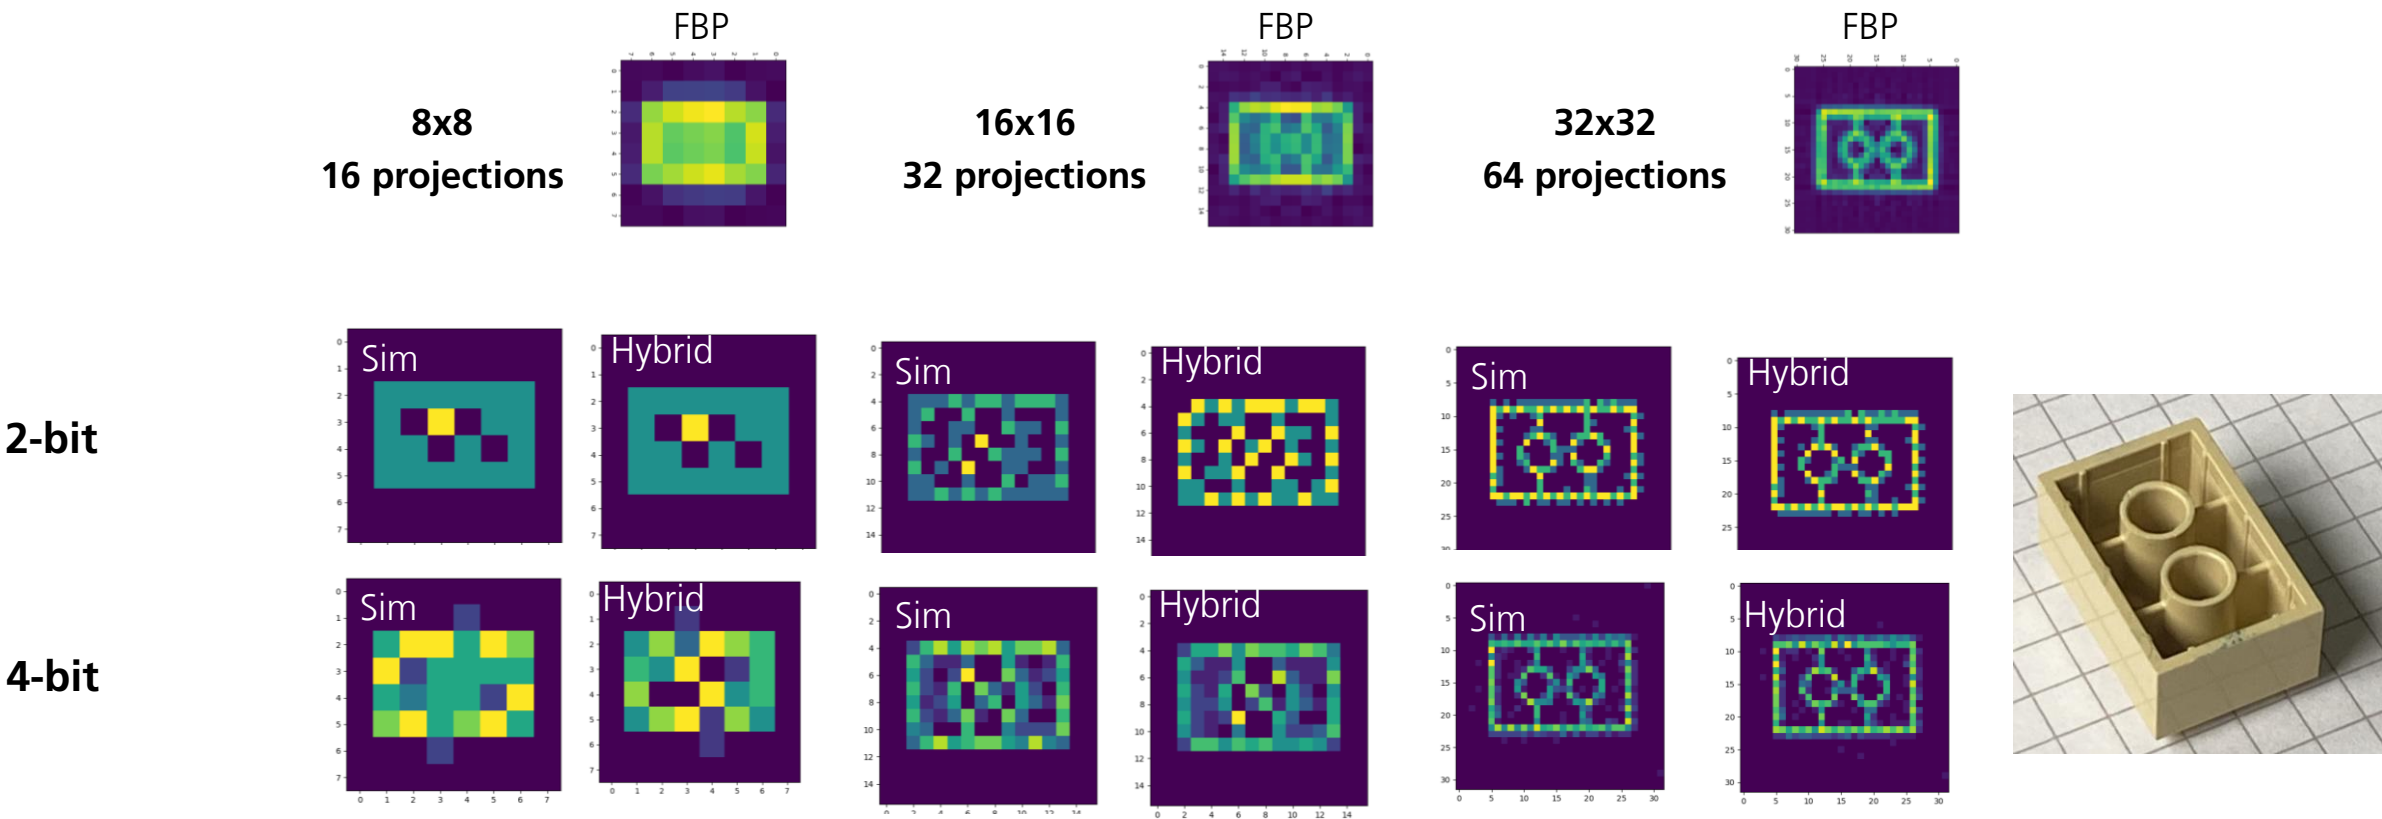 FBP
FBP
FBP
8x8
16 projections
16x16
32 projections
32x32
64 projections
2-bit
Sim
Hybrid
Sim
Hybrid
Sim
Hybrid
4-bit
Sim
Hybrid
Sim
Hybrid
Sim
Hybrid